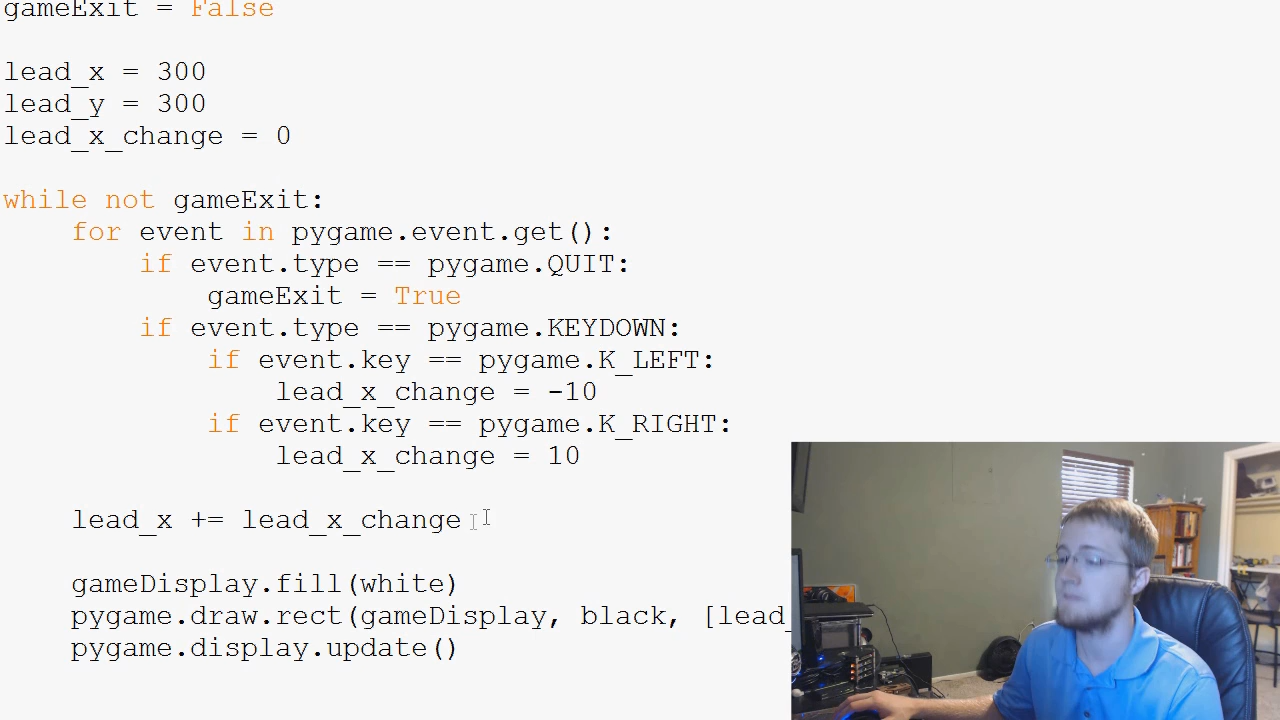 gameExit = False
lead_x = 300
lead_y = 300
lead_x_change = 0
while not gameExit:
for event in pygame.event.get():
if event.type == pygame.QUIT:
gameExit = True
if event.type == pygame.KEYDOWN:
if event.key == pygame.K_LEFT:
lead_x_change = -10
if event.key == pygame.K_RIGHT:
lead_x_change = 10
lead_x += lead_x_change
gameDisplay.fill(white)
pygame.draw.rect(gameDisplay, black, [lead_
pygame.display.update()